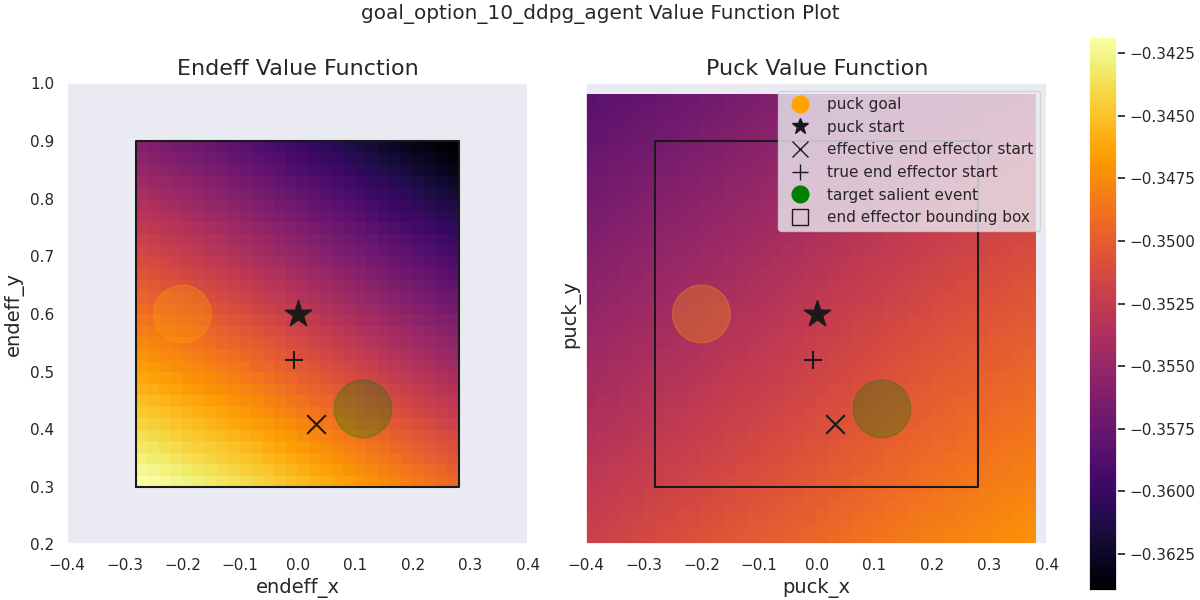 goal_option_10_ddpg_agent Value Function Plot
Endeff Value Function
1.0
0.9
0.8
0.7
0.6
0.5
0.4
0.3
0.2
endeff_y
−0.4 −0.3 −0.2 −0.1 0.0 0.1 0.2 0.3 0.4
endeff_x
Puck Value Function
puck goal
puck start
effective end effector start
true end effector start
target salient event
end effector bounding box
puck_y
−0.4 −0.3 −0.2 −0.1 0.0 0.1 0.2 0.3 0.4
puck_x
−0.3425
−0.3450
−0.3475
−0.3500
−0.3525
−0.3550
−0.3575
−0.3600
−0.3625